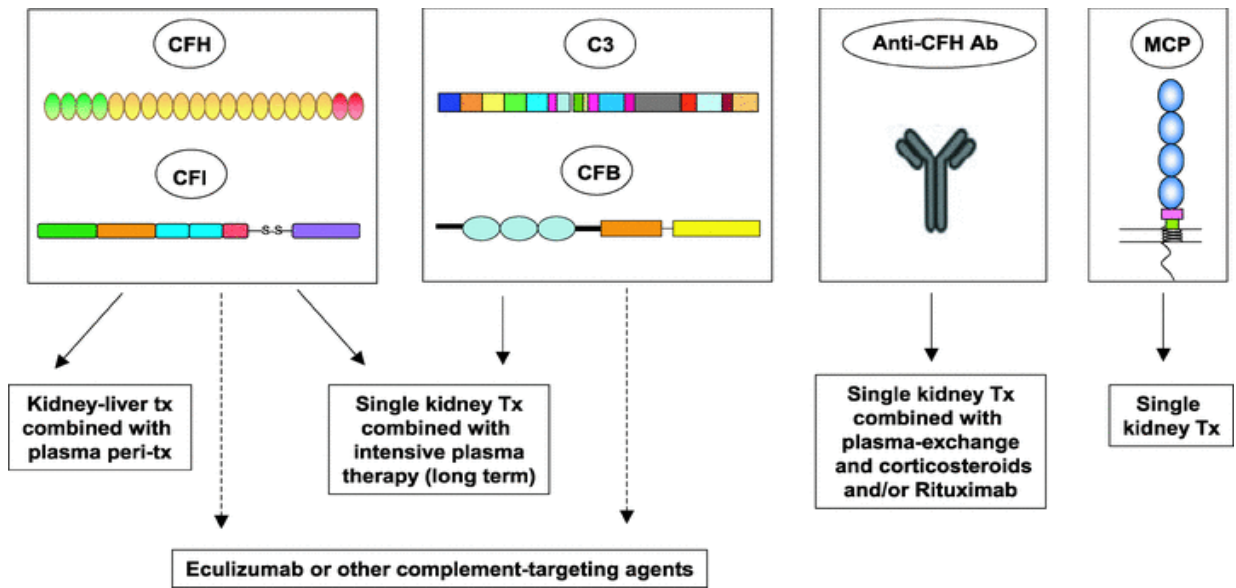 CFH
CFI
S-S
C3
CFB
Anti-CFH Ab
MCP
Kidney-liver tx
combined with
plasma peri-tx
Single kidney Tx
combined with
intensive plasma
therapy (long term)
Single kidney Tx
combined with
plasma-exchange
and corticosteroids
and/or Rituximab
Single
kidney Tx
Eculizumab or other complement-targeting agents